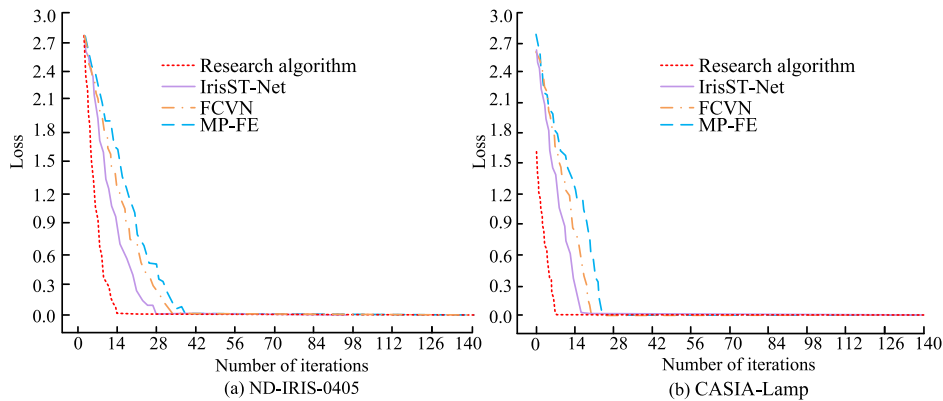 3.0
2.7
2.4
2.1
1.8
1.5
1.2
0.9
0.6
0.3
0.0
Loss
Research algorithm
IrisST-Net
FCVN
MP-FE
0 14 28 42 56 70 84 98 112 126 140
Number of iterations
(a) ND-IRIS-0405
3.0
2.7
2.4
2.1
1.8
1.5
1.2
0.9
0.6
0.3
0.0
Loss
Research algorithm
IrisST-Net
FCVN
MP-FE
0 14 28 42 56 70 84 98 112 126 140
Number of iterations
(b) CASIA-Lamp